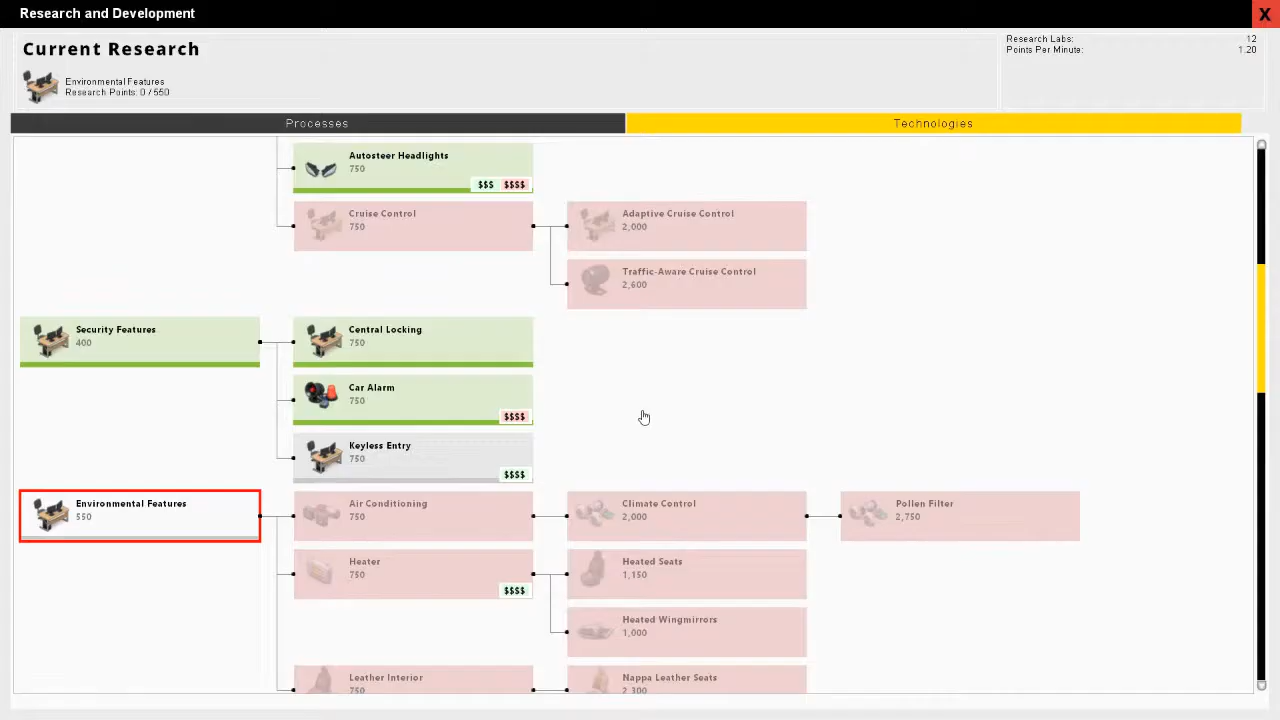 Research and Development
X
Current Research
Environmental Features
Research Points: 0 / 550
Research Labs: 12
Points Per Minute: 1.20
Processes
Technologies
Autosteer Headlights
750
$$$ $$$$
Cruise Control
750
Adaptive Cruise Control
2,000
Traffic-Aware Cruise Control
2,600
Security Features
400
Central Locking
750
Car Alarm
750
$$$$
Keyless Entry
750
$$$$
Environmental Features
550
Air Conditioning
750
Climate Control
2,000
Pollen Filter
2,750
Heater
750
$$$$
Heated Seats
1,150
Heated Wingmirrors
1,000
Leather Interior
750
Nappa Leather Seats
2,300